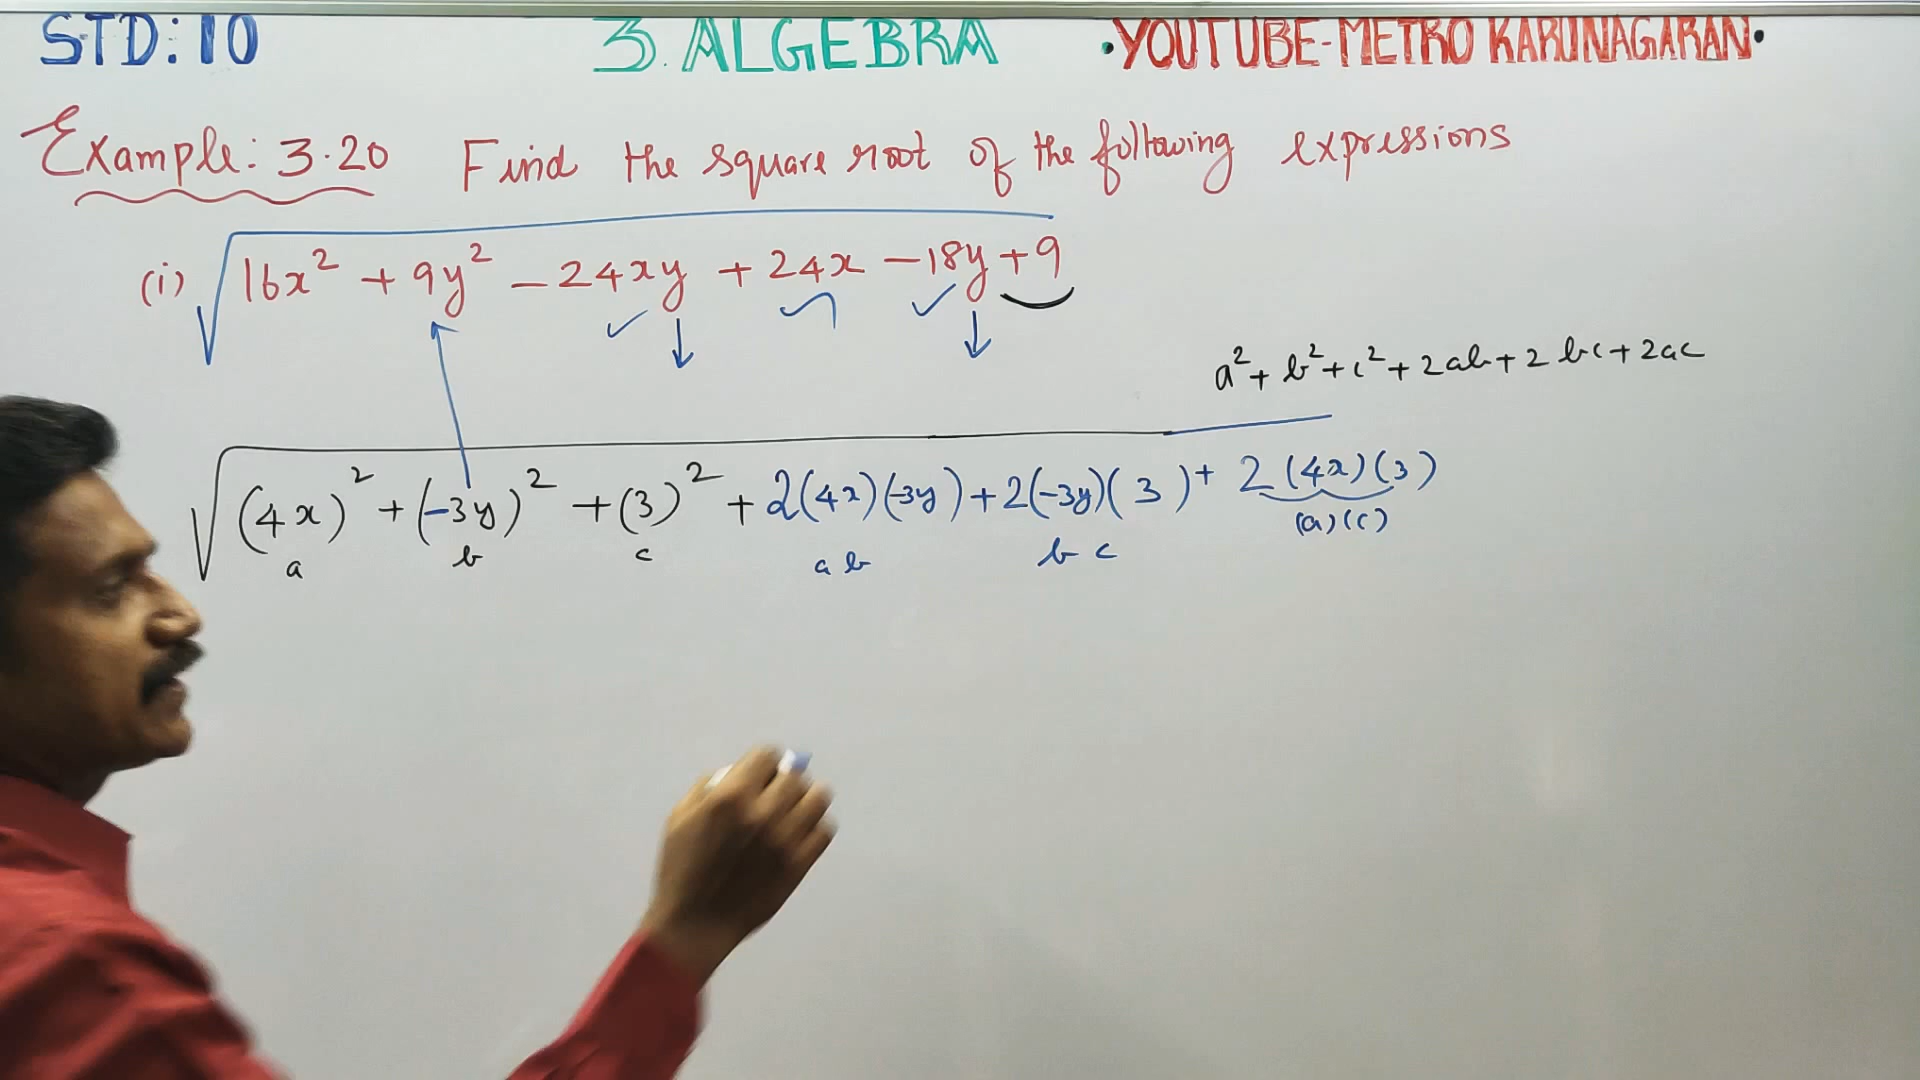 STD: 10 3. ALGEBRA •YOUTUBE-METRO KARUNAGARAN•
Example: 3.20 Find the square root of the following expressions
(i) √16x² + 9y² - 24xy + 24x - 18y + 9
a² + b² + c² + 2ab + 2bc + 2ac
√(4x)² + (-3y)² + (3)² + 2(4x)(-3y) + 2(-3y)(3) + 2(4x)(3)
a b c ab bc (a)(c)